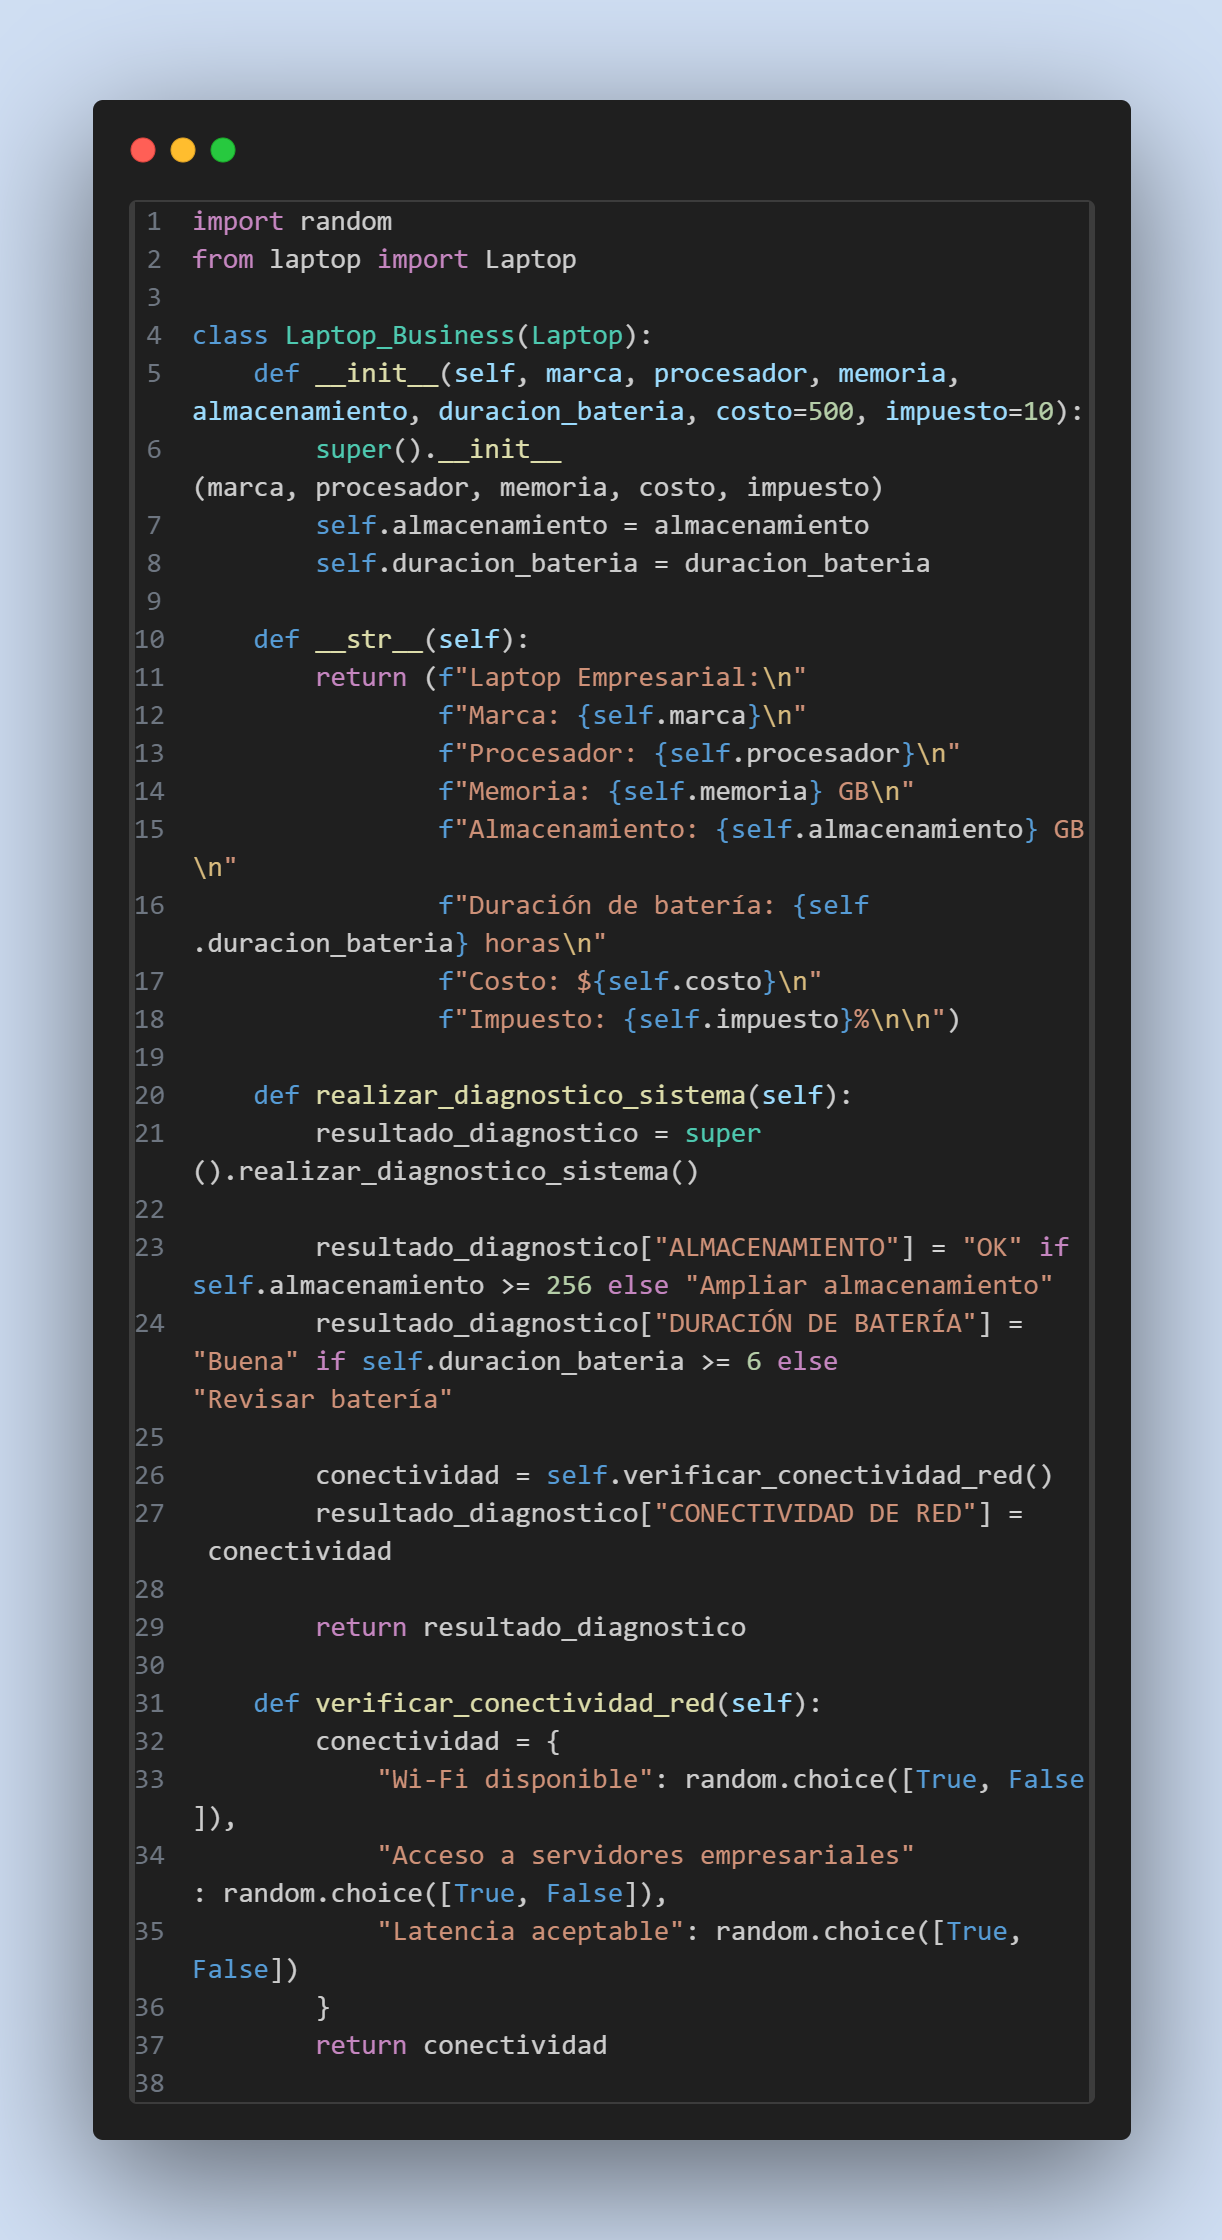 1 import random
2 from laptop import Laptop
3
4 class Laptop_Business(Laptop):
5     def __init__(self, marca, procesador, memoria,
almacenamiento, duracion_bateria, costo=500, impuesto=10):
6         super().__init__
(marca, procesador, memoria, costo, impuesto)
7         self.almacenamiento = almacenamiento
8         self.duracion_bateria = duracion_bateria
9
10     def __str__(self):
11         return (f"Laptop Empresarial:\n"
12                 f"Marca: {self.marca}\n"
13                 f"Procesador: {self.procesador}\n"
14                 f"Memoria: {self.memoria} GB\n"
15                 f"Almacenamiento: {self.almacenamiento} GB
\n"
16                 f"Duración de batería: {self
.duracion_bateria} horas\n"
17                 f"Costo: ${self.costo}\n"
18                 f"Impuesto: {self.impuesto}%\n\n")
19
20     def realizar_diagnostico_sistema(self):
21         resultado_diagnostico = super
().realizar_diagnostico_sistema()
22
23         resultado_diagnostico["ALMACENAMIENTO"] = "OK" if
self.almacenamiento >= 256 else "Ampliar almacenamiento"
24         resultado_diagnostico["DURACIÓN DE BATERÍA"] =
"Buena" if self.duracion_bateria >= 6 else
"Revisar batería"
25
26         conectividad = self.verificar_conectividad_red()
27         resultado_diagnostico["CONECTIVIDAD DE RED"] =
 conectividad
28
29         return resultado_diagnostico
30
31     def verificar_conectividad_red(self):
32         conectividad = {
33             "Wi-Fi disponible": random.choice([True, False
]),
34             "Acceso a servidores empresariales"
: random.choice([True, False]),
35             "Latencia aceptable": random.choice([True,
False])
36         }
37         return conectividad
38